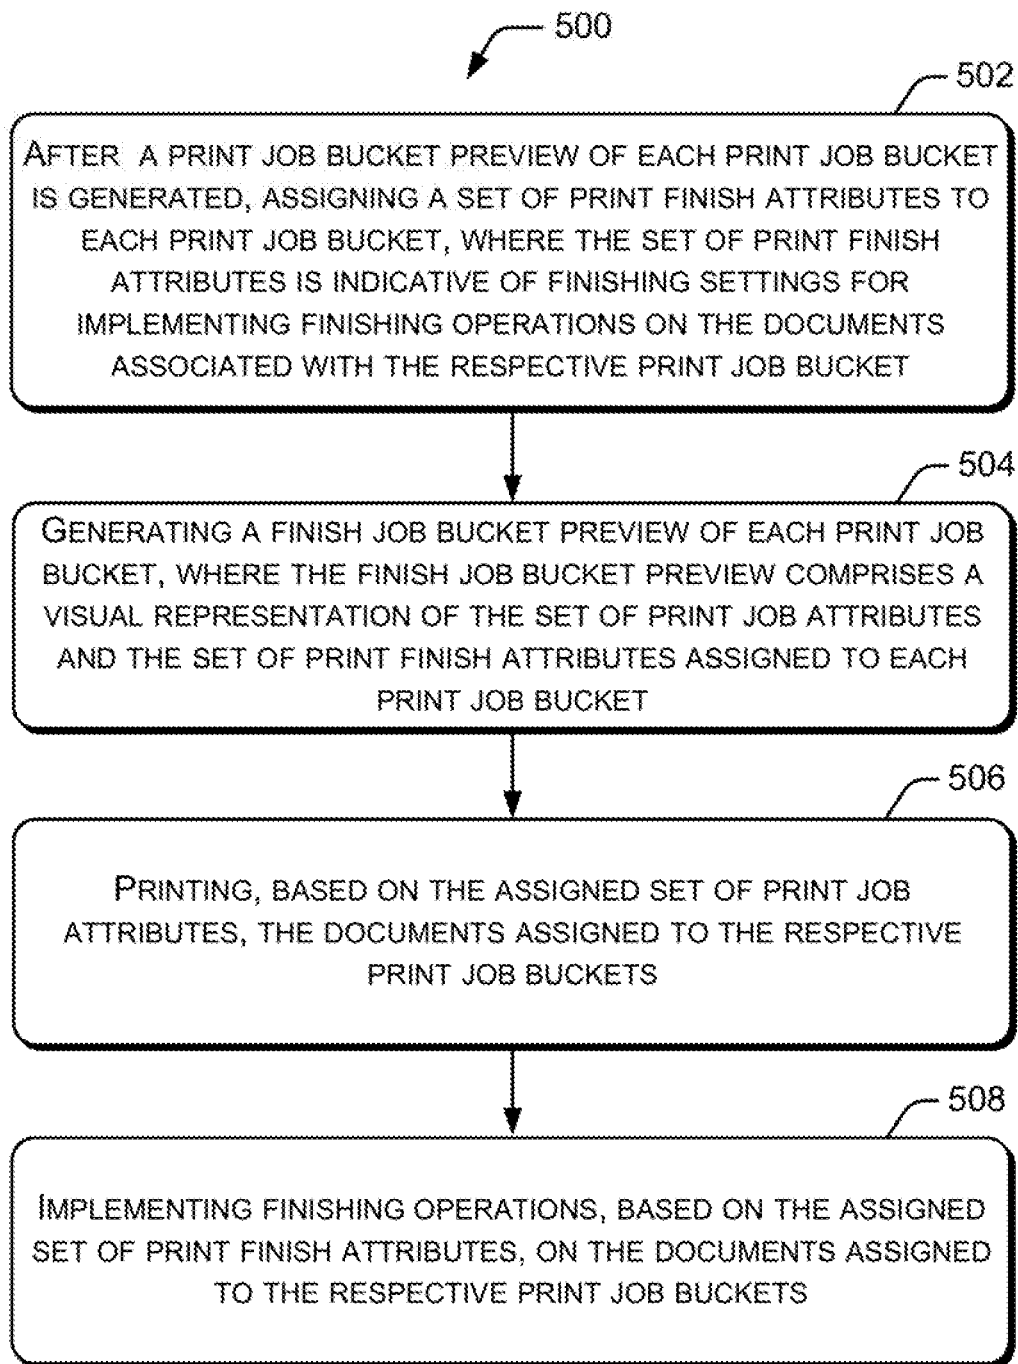 500
502
AFTER A PRINT JOB BUCKET PREVIEW OF EACH PRINT JOB BUCKET
IS GENERATED, ASSIGNING A SET OF PRINT FINISH ATTRIBUTES TO
EACH PRINT JOB BUCKET, WHERE THE SET OF PRINT FINISH
ATTRIBUTES IS INDICATIVE OF FINISHING SETTINGS FOR
IMPLEMENTING FINISHING OPERATIONS ON THE DOCUMENTS
ASSOCIATED WITH THE RESPECTIVE PRINT JOB BUCKET
504
GENERATING A FINISH JOB BUCKET PREVIEW OF EACH PRINT JOB
BUCKET, WHERE THE FINISH JOB BUCKET PREVIEW COMPRISES A
VISUAL REPRESENTATION OF THE SET OF PRINT JOB ATTRIBUTES
AND THE SET OF PRINT FINISH ATTRIBUTES ASSIGNED TO EACH
PRINT JOB BUCKET
506
PRINTING, BASED ON THE ASSIGNED SET OF PRINT JOB
ATTRIBUTES, THE DOCUMENTS ASSIGNED TO THE RESPECTIVE
PRINT JOB BUCKETS
508
IMPLEMENTING FINISHING OPERATIONS, BASED ON THE ASSIGNED
SET OF PRINT FINISH ATTRIBUTES, ON THE DOCUMENTS ASSIGNED
TO THE RESPECTIVE PRINT JOB BUCKETS